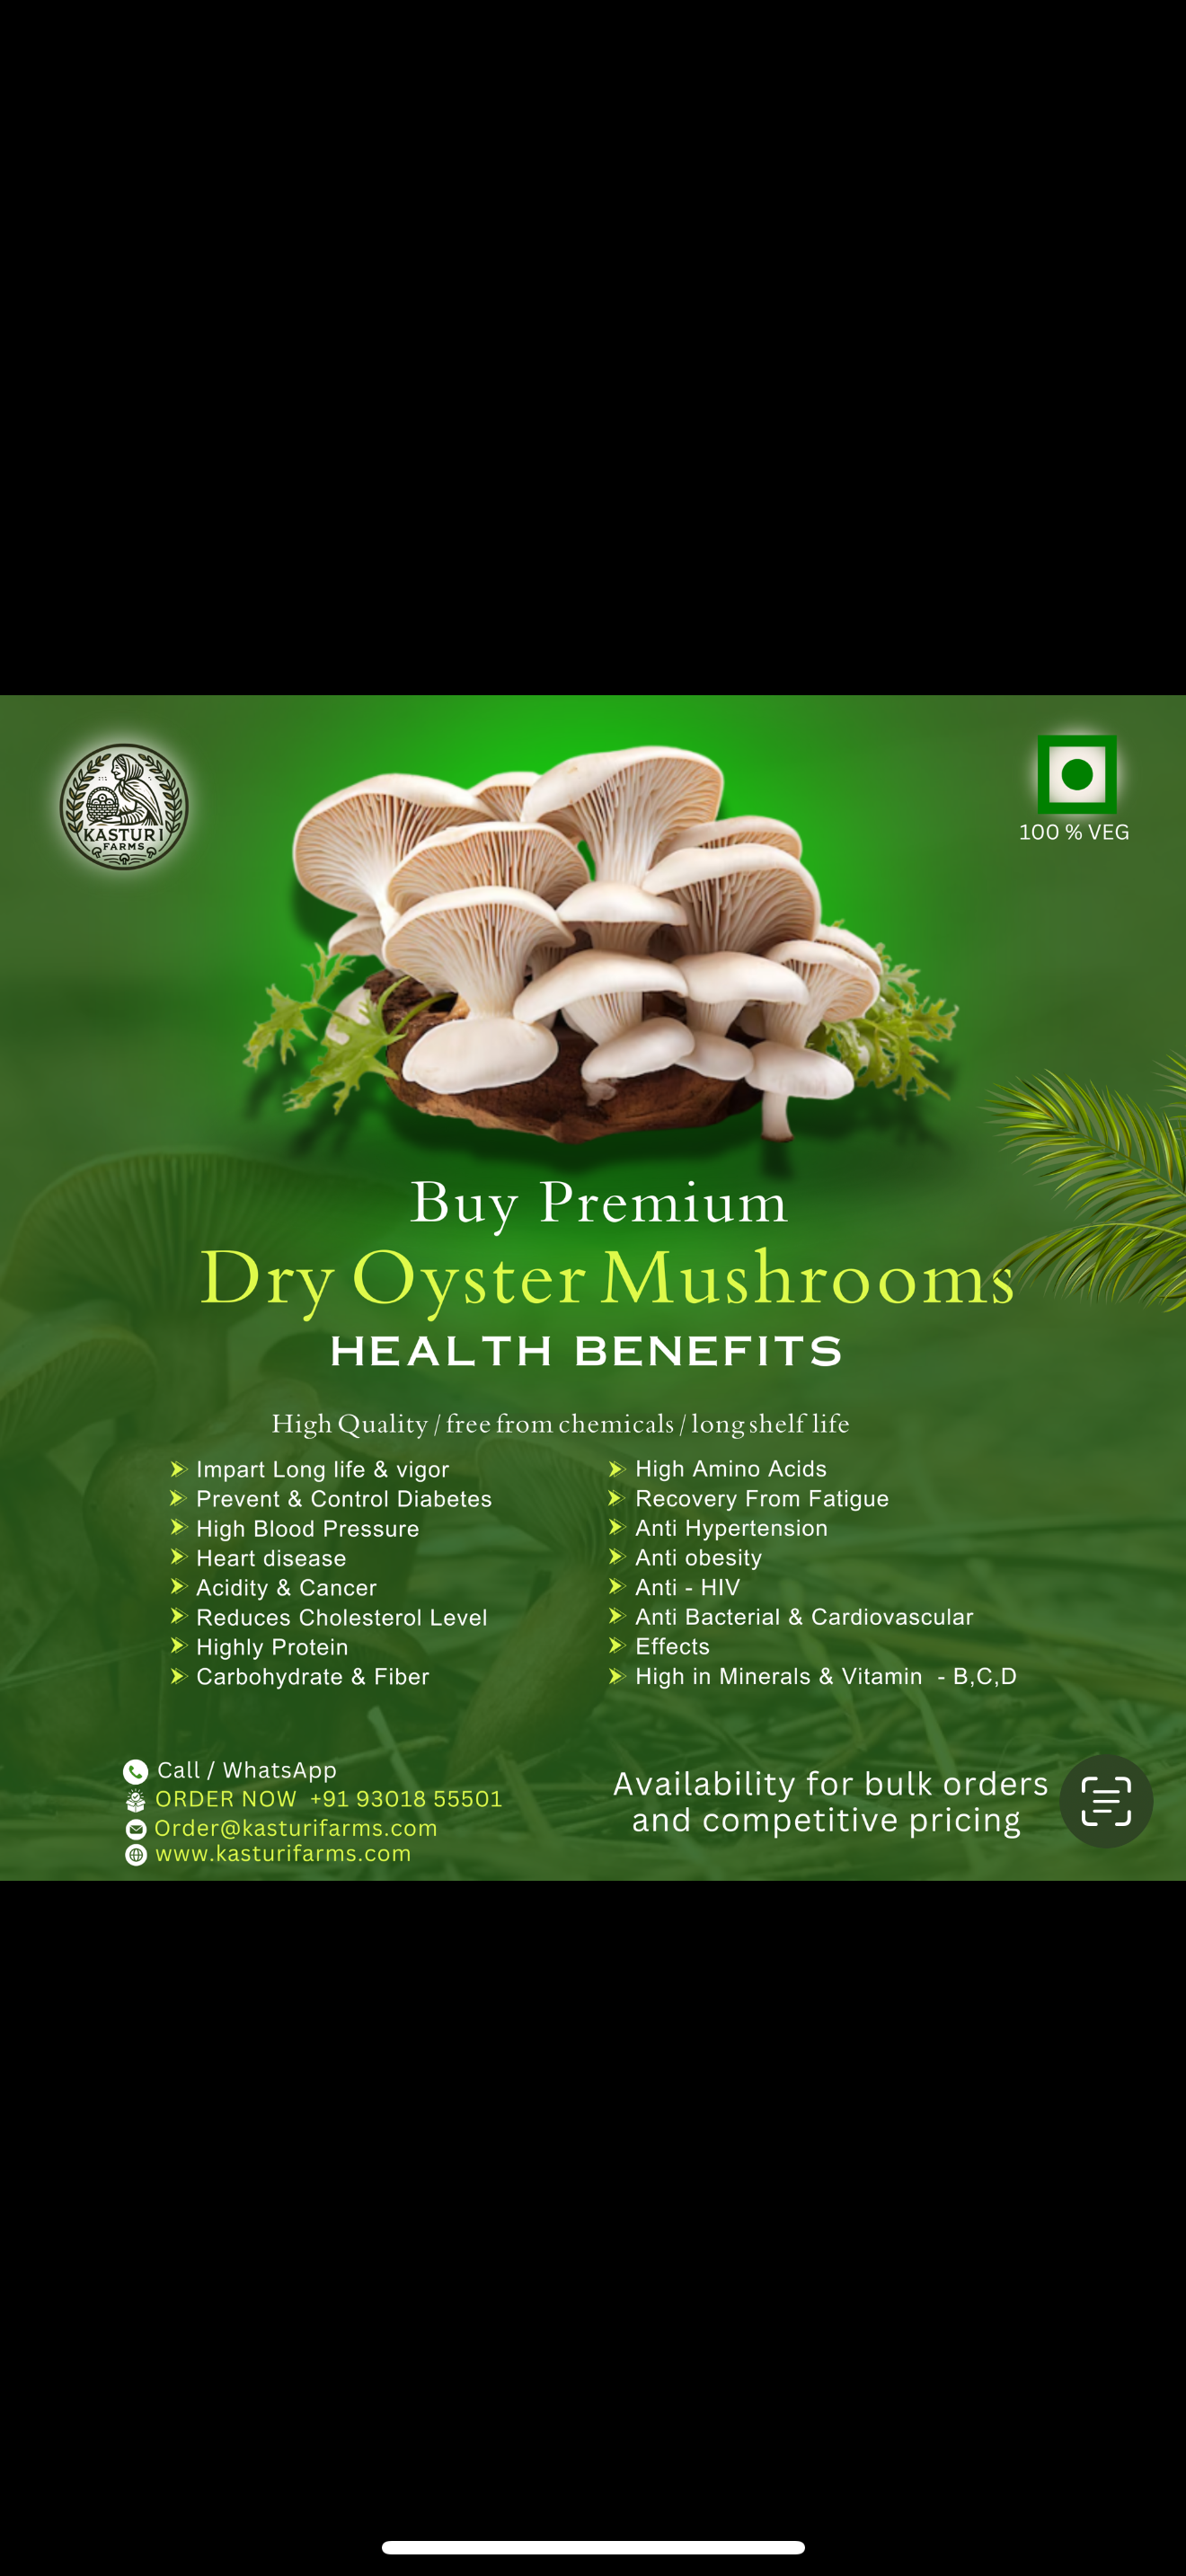 KASTURI
FARMS
100 % VEG
Buy Premium
Dry Oyster Mushrooms
HEALTH BENEFITS
High Quality / free from chemicals / long shelf life
Impart Long life & vigor
Prevent & Control Diabetes
High Blood Pressure
Heart disease
Acidity & Cancer
Reduces Cholesterol Level
Highly Protein
Carbohydrate & Fiber
High Amino Acids
Recovery From Fatigue
Anti Hypertension
Anti obesity
Anti - HIV
Anti Bacterial & Cardiovascular
Effects
High in Minerals & Vitamin - B,C,D
Call / WhatsApp
ORDER NOW +91 93018 55501
Order@kasturifarms.com
www.kasturifarms.com
Availability for bulk orders
and competitive pricing